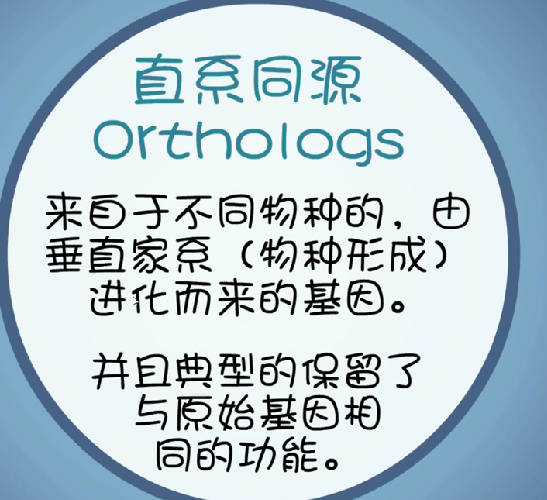 直系同源
Orthologs
来自于不同物种的，由
垂直家系（物种形成）
进化而来的基因。
并且典型的保留了
与原始基因相
同的功能。